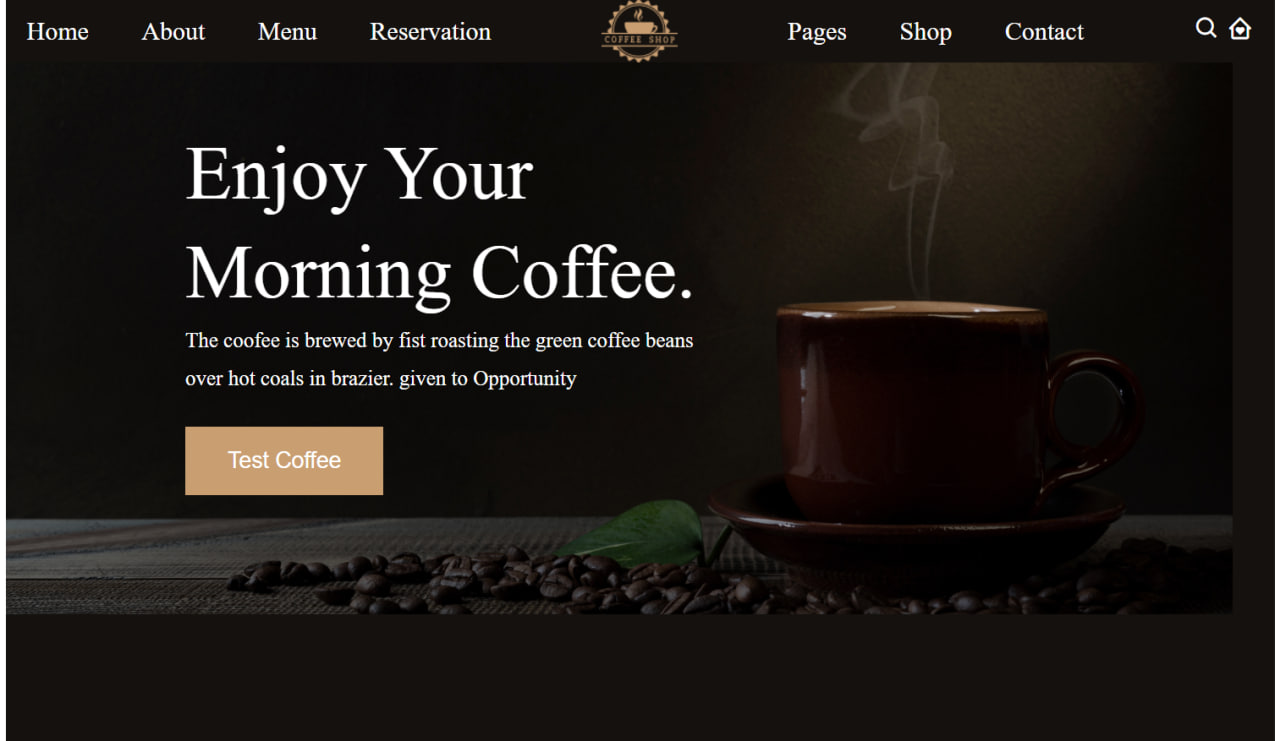 Home About Menu Reservation COFFEE SHOP Pages Shop Contact
Enjoy Your
Morning Coffee.
The coofee is brewed by fist roasting the green coffee beans
over hot coals in brazier. given to Opportunity
Test Coffee